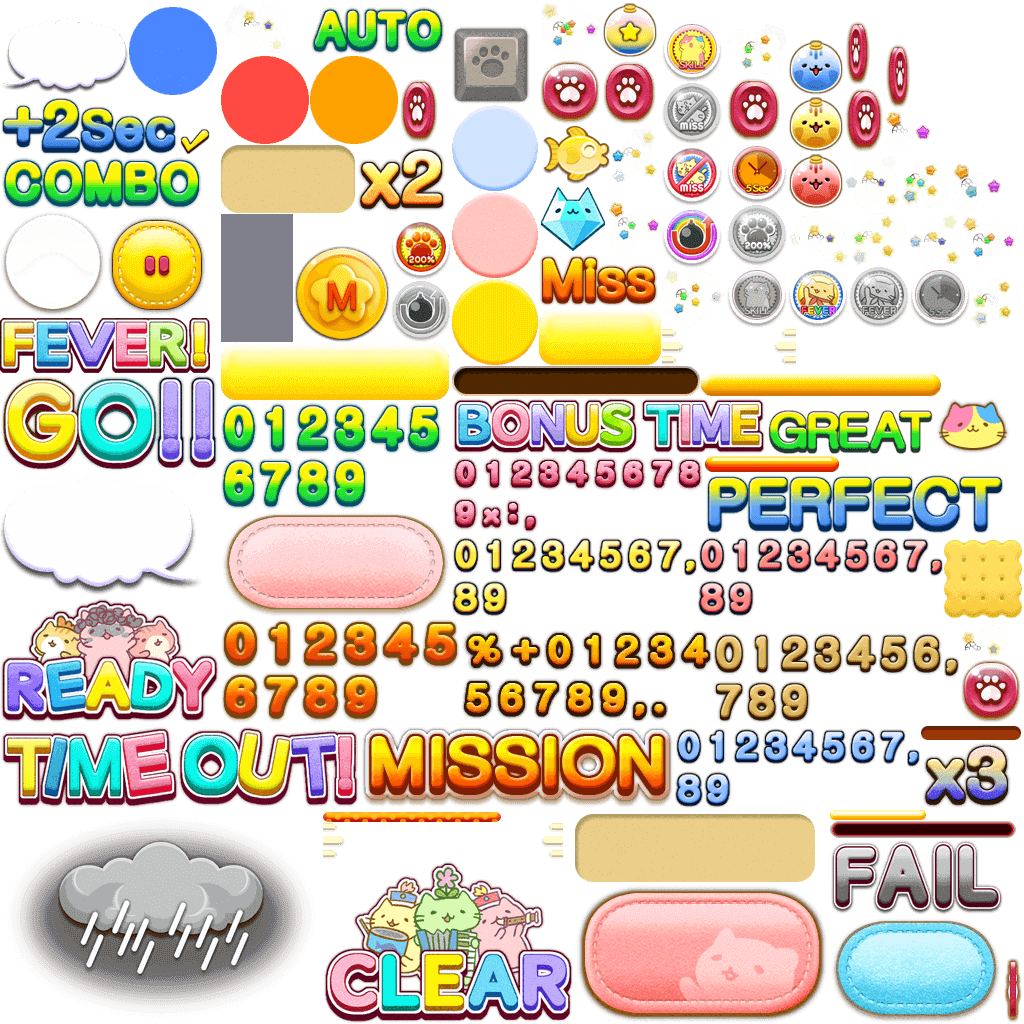 AUTO
+2Sec
COMBO
x2
SKILL
miss
miss
5Sec
200%
200%
M
Miss
SKILL
FEVER
FEVER
5Sec
FEVER!
GO!!
012345
6789
BONUS TIME
GREAT
012345678
9x:,
PERFECT
01234567,
89
01234567,
89
READY
012345
6789
%+01234
56789,.
0123456,
789
TIME OUT!
MISSION
01234567,
89
x3
FAIL
CLEAR